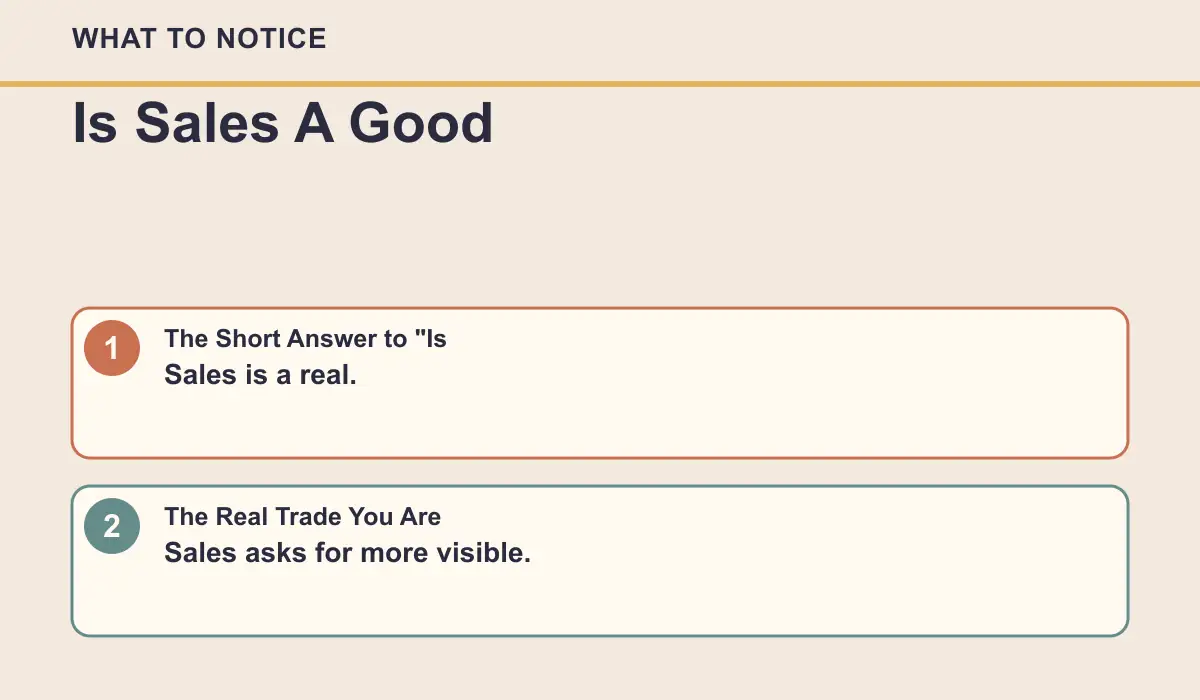 WHAT TO NOTICE
Is Sales A Good
1
The Short Answer to "Is
Sales is a real.
2
The Real Trade You Are
Sales asks for more visible.